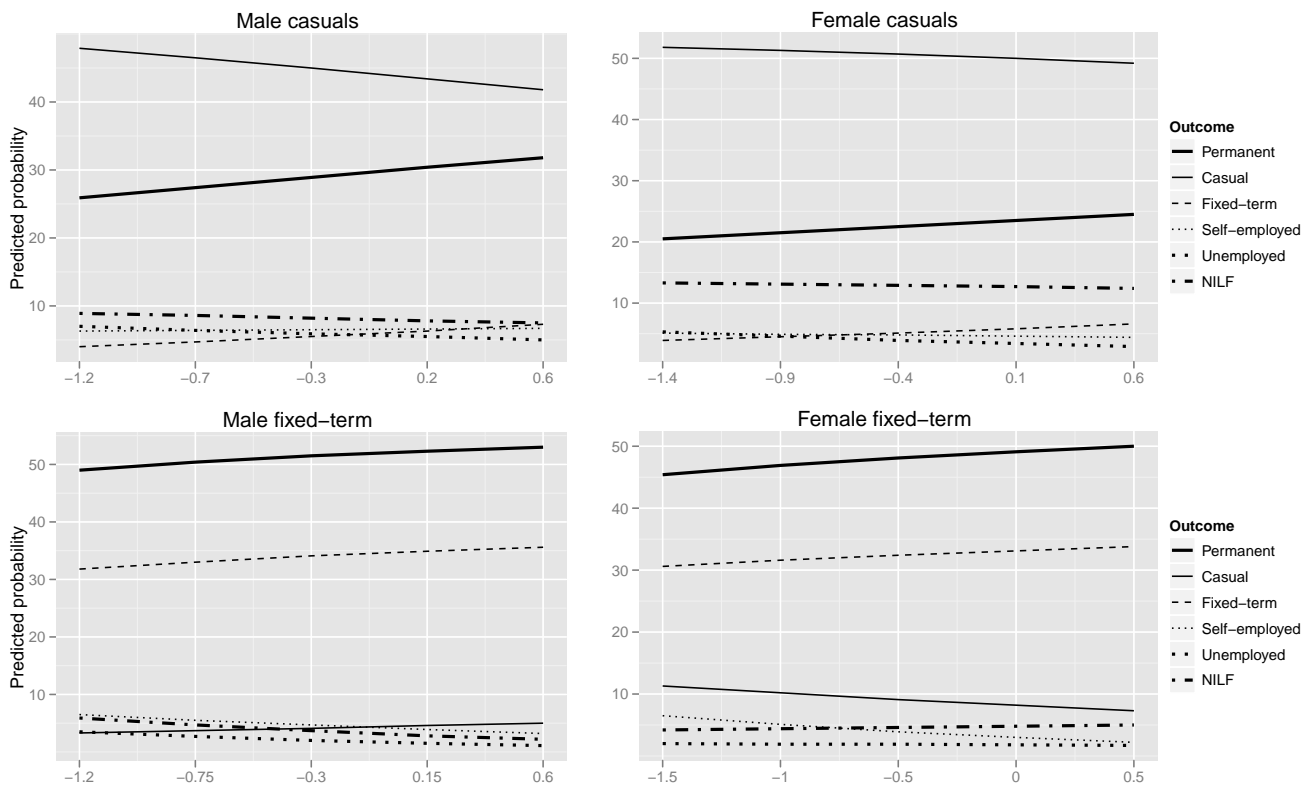 Male casuals
Female casuals
Predicted probability
40
30
20
10
−1.2 −0.7 −0.3 0.2 0.6
50
40
30
20
10
−1.4 −0.9 −0.4 0.1 0.6
Outcome
Permanent
Casual
Fixed−term
Self−employed
Unemployed
NILF
Male fixed−term
Female fixed−term
Predicted probability
50
40
30
20
10
−1.2 −0.75 −0.3 0.15 0.6
50
40
30
20
10
−1.5 −1 −0.5 0 0.5
Outcome
Permanent
Casual
Fixed−term
Self−employed
Unemployed
NILF